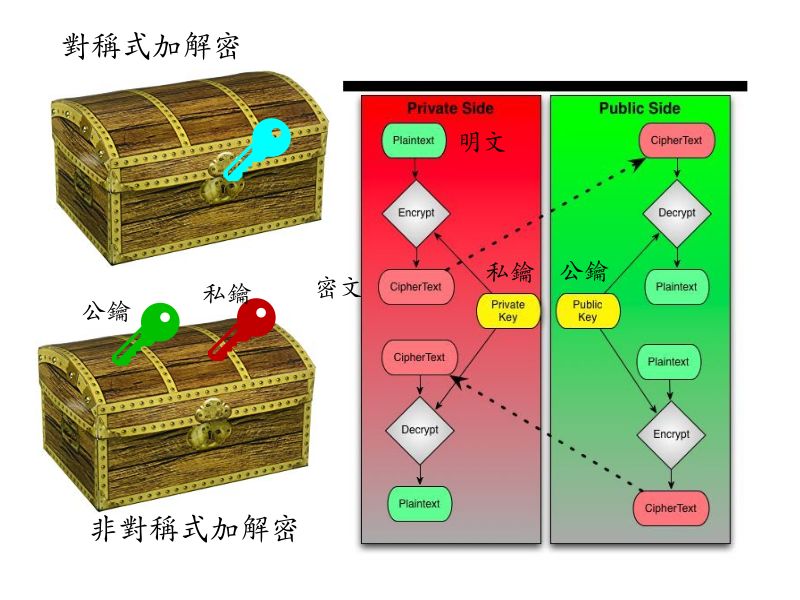 對稱式加解密
公鑰
私鑰
非對稱式加解密
密文
Private Side
Plaintext
明文
Encrypt
CipherText
私鑰
Private
Key
CipherText
Decrypt
Plaintext
Public Side
CipherText
Decrypt
公鑰
Plaintext
Public
Key
Plaintext
Encrypt
CipherText